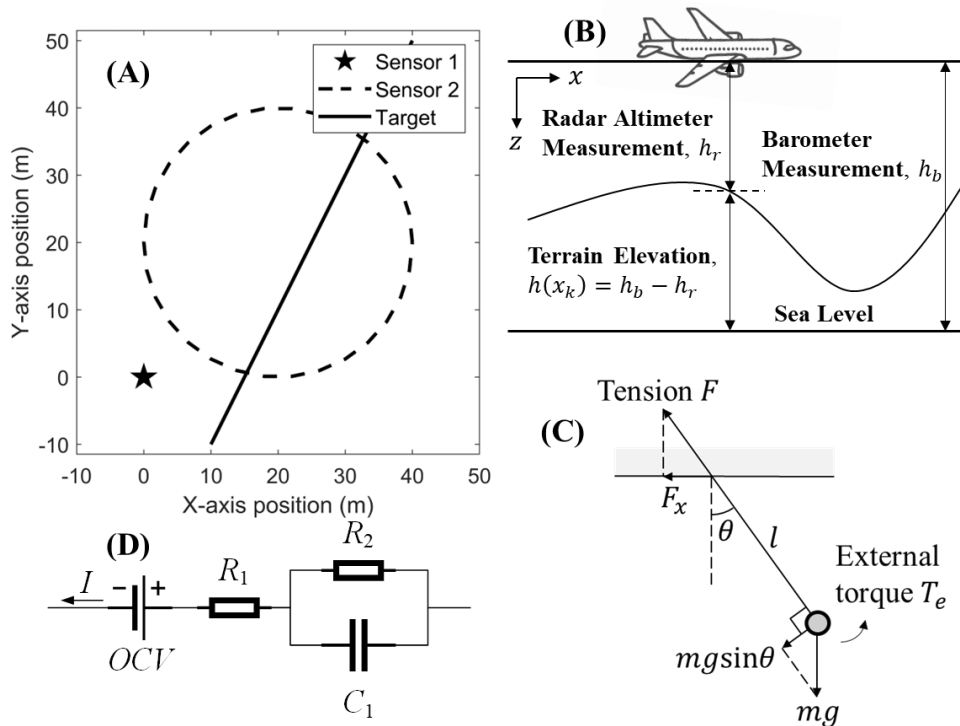 (A)
50
40
30
20
10
0
-10
-10
0
10
20
30
40
50
Y-axis position (m)
X-axis position (m)
Sensor 1
Sensor 2
Target
(B)
x
z
Radar Altimeter
Measurement, h_r
Barometer
Measurement, h_b
Terrain Elevation,
h(x_k) = h_b − h_r
Sea Level
(C)
Tension F
F_x
θ
l
External
torque T_e
mgsinθ
mg
(D)
I
− +
OCV
R_1
R_2
C_1